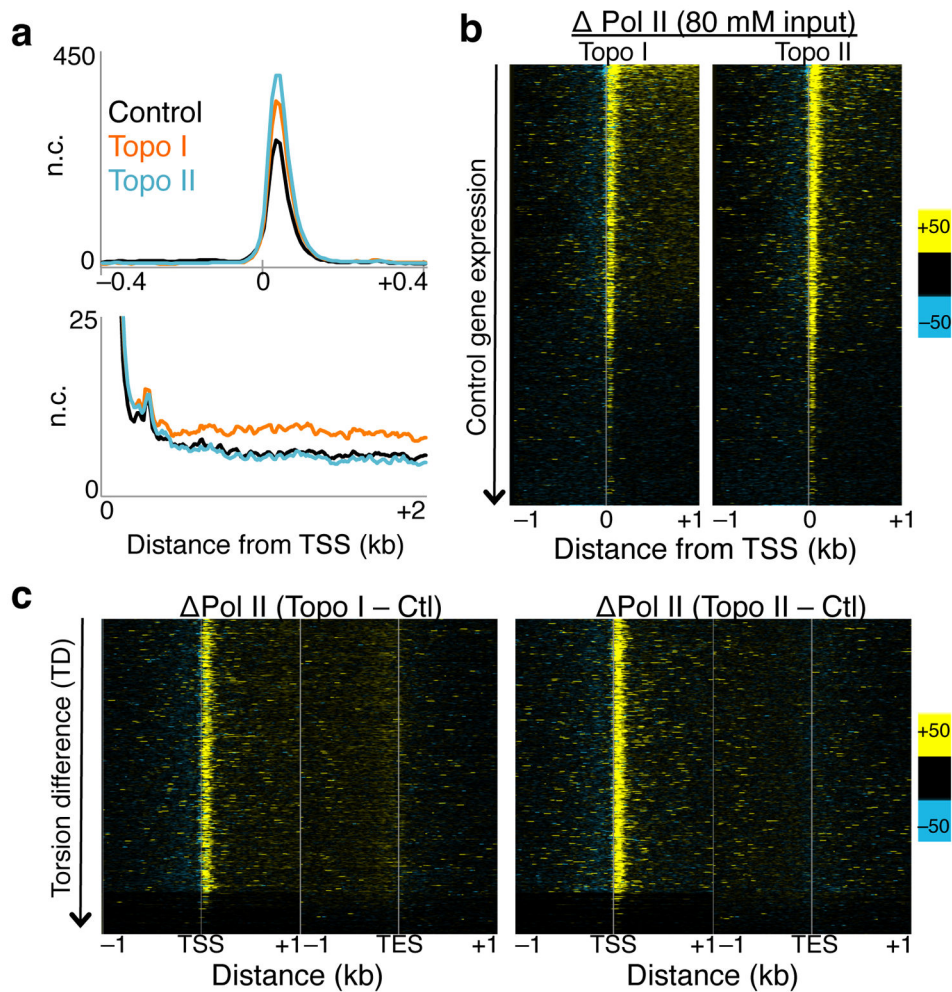 a
450
n.c.
0
Control
Topo I
Topo II
−0.4
0
+0.4
25
n.c.
0
0
+2
Distance from TSS (kb)
b
Δ Pol II (80 mM input)
Topo I
Topo II
Control gene expression
−1
0
+1
−1
0
+1
Distance from TSS (kb)
+50
−50
c
ΔPol II (Topo I – Ctl)
ΔPol II (Topo II – Ctl)
Torsion difference (TD)
−1
TSS
+1
−1
TES
+1
Distance (kb)
−1
TSS
+1
−1
TES
+1
Distance (kb)
+50
−50